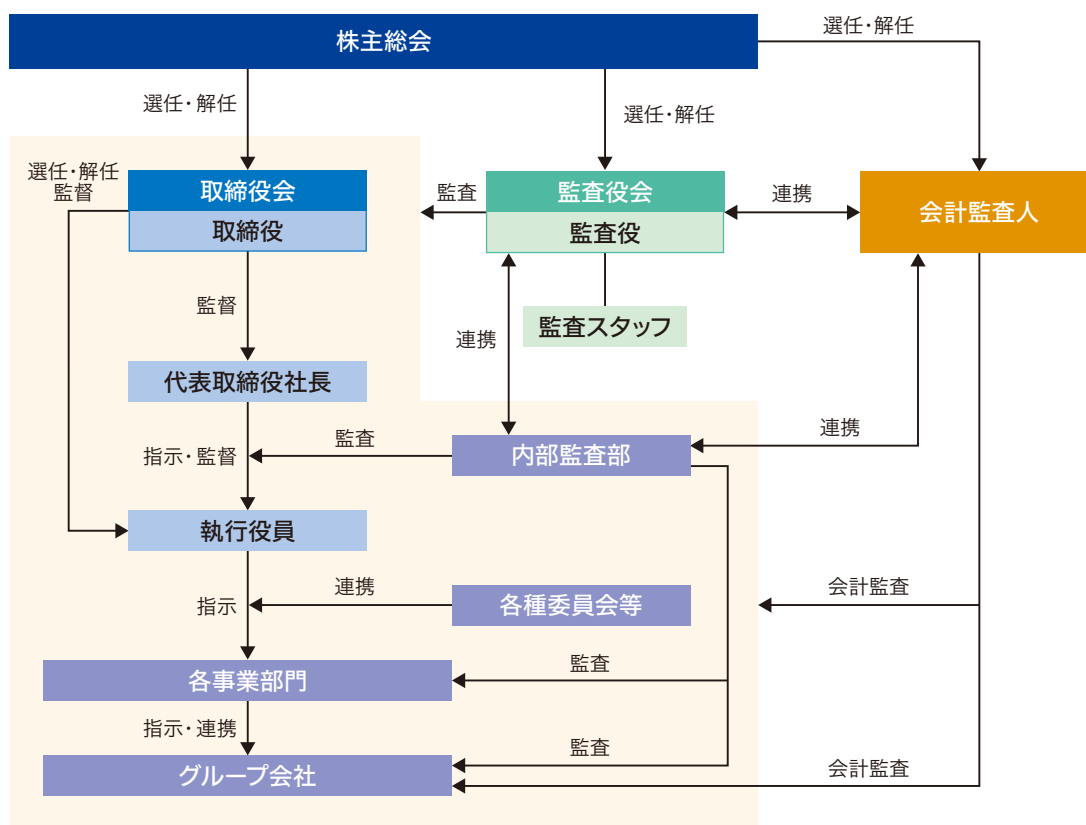 株主総会
選任・解任
選任・解任
選任・解任
選任・解任
監督
取締役会
取締役
監査
監査役会
監査役
連携
会計監査人
監督
監査スタッフ
連携
代表取締役社長
指示・監督
監査
内部監査部
連携
執行役員
指示
連携
各種委員会等
会計監査
各事業部門
監査
指示・連携
監査
グループ会社
会計監査